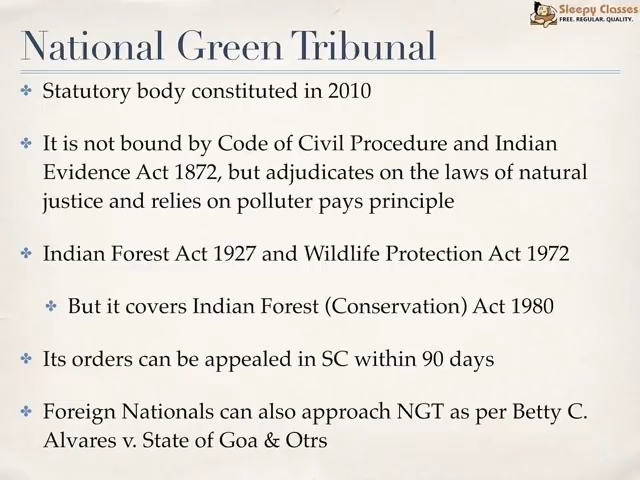 Sleepy Classes
FREE. REGULAR. QUALITY.
National Green Tribunal
Statutory body constituted in 2010
It is not bound by Code of Civil Procedure and Indian
Evidence Act 1872, but adjudicates on the laws of natural
justice and relies on polluter pays principle
Indian Forest Act 1927 and Wildlife Protection Act 1972
But it covers Indian Forest (Conservation) Act 1980
Its orders can be appealed in SC within 90 days
Foreign Nationals can also approach NGT as per Betty C.
Alvares v. State of Goa & Otrs